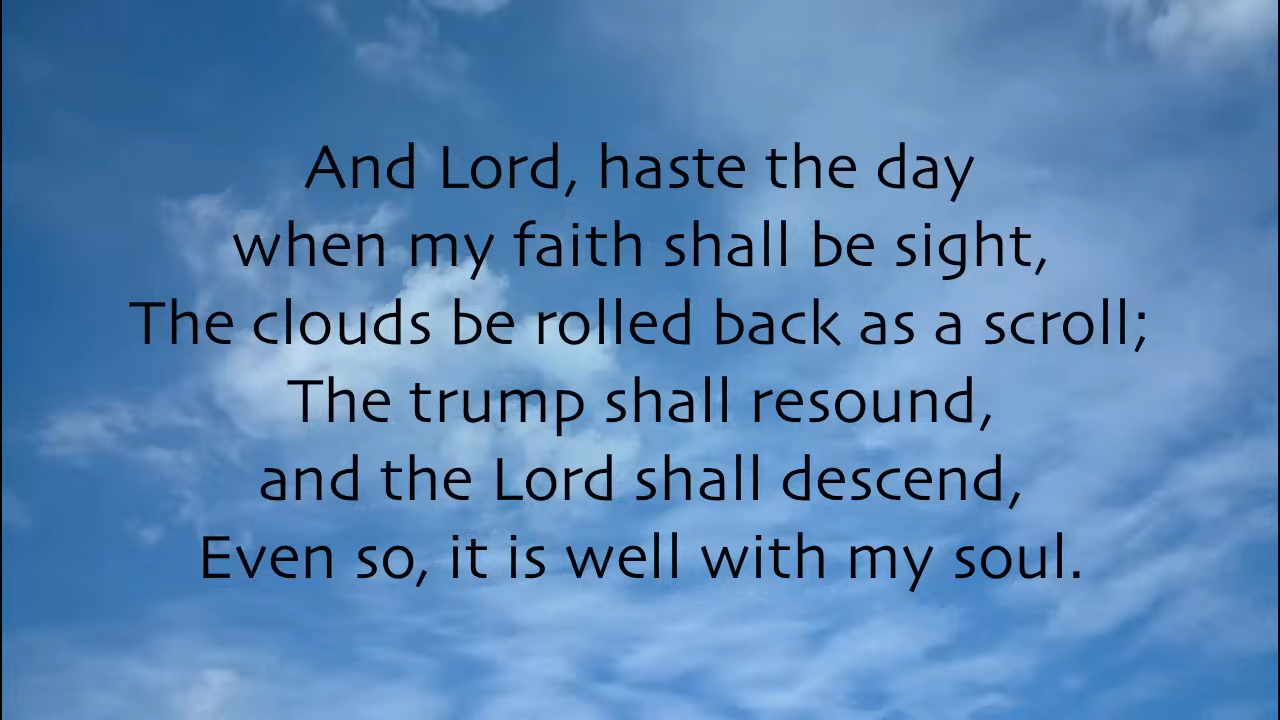 And Lord, haste the day
when my faith shall be sight,
The clouds be rolled back as a scroll;
The trump shall resound,
and the Lord shall descend,
Even so, it is well with my soul.